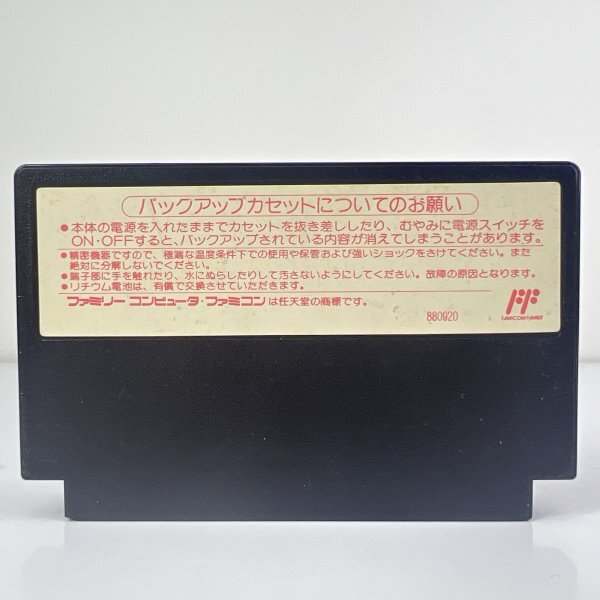 バックアップカセットについてのお願い
●本体の電源を入れたままでカセットを抜き差ししたり、むやみに電源スイッチを
ON・OFFすると、バックアップされている内容が消えてしまうことがあります。
●精密機器ですので、極端な温度条件下での使用や保管および強いショックをさけてください。また
絶対に分解しないでください。
●端子部に手を触れたり、水にぬらしたりして汚さないようにしてください。故障の原因となります。
●リチウム電池は、有償で交換させていただきます。
ファミリーコンピュータ・ファミコンは任天堂の商標です。
880920
FAMICOM FAMILY